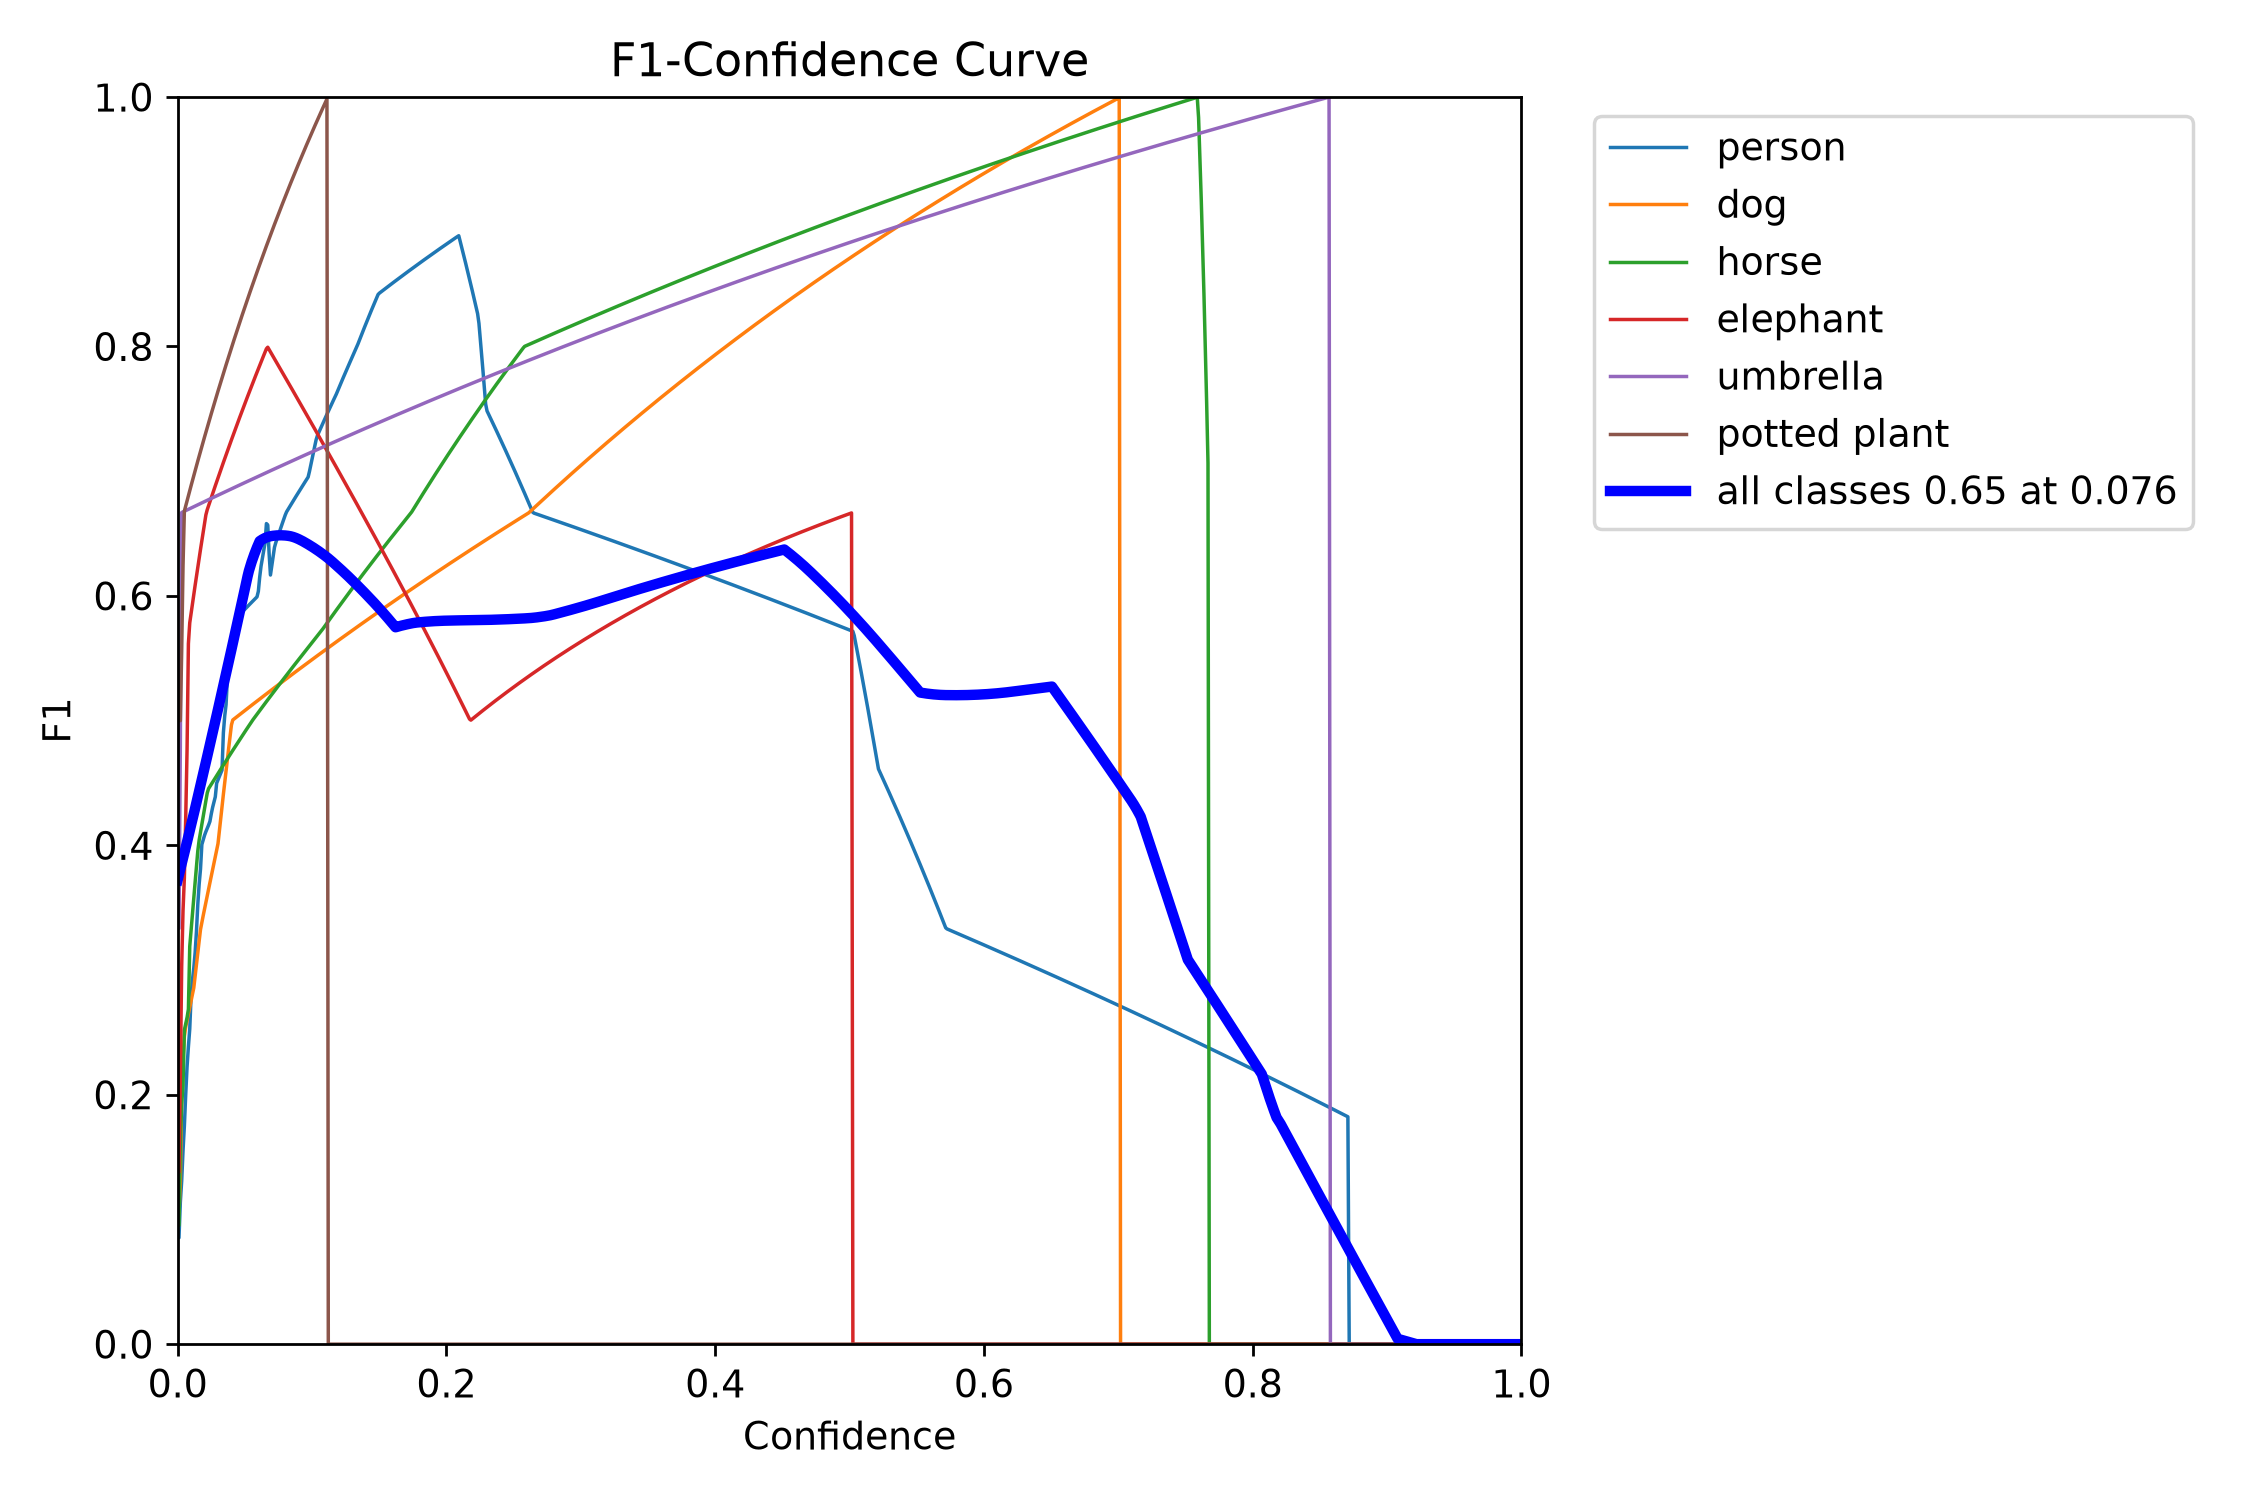 F1-Confidence Curve
1.0
0.8
0.6
0.4
0.2
0.0
F1
0.0 0.2 0.4 0.6 0.8 1.0
Confidence
person
dog
horse
elephant
umbrella
potted plant
all classes 0.65 at 0.076